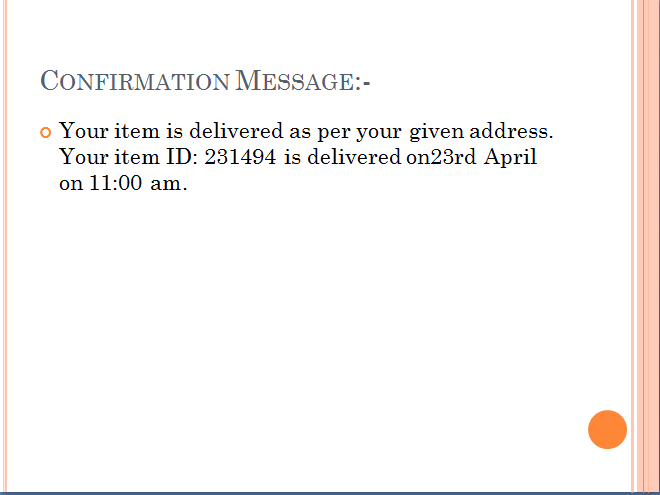 CONFIRMATION MESSAGE:-
Your item is delivered as per your given address.
Your item ID: 231494 is delivered on23rd April
on 11:00 am.